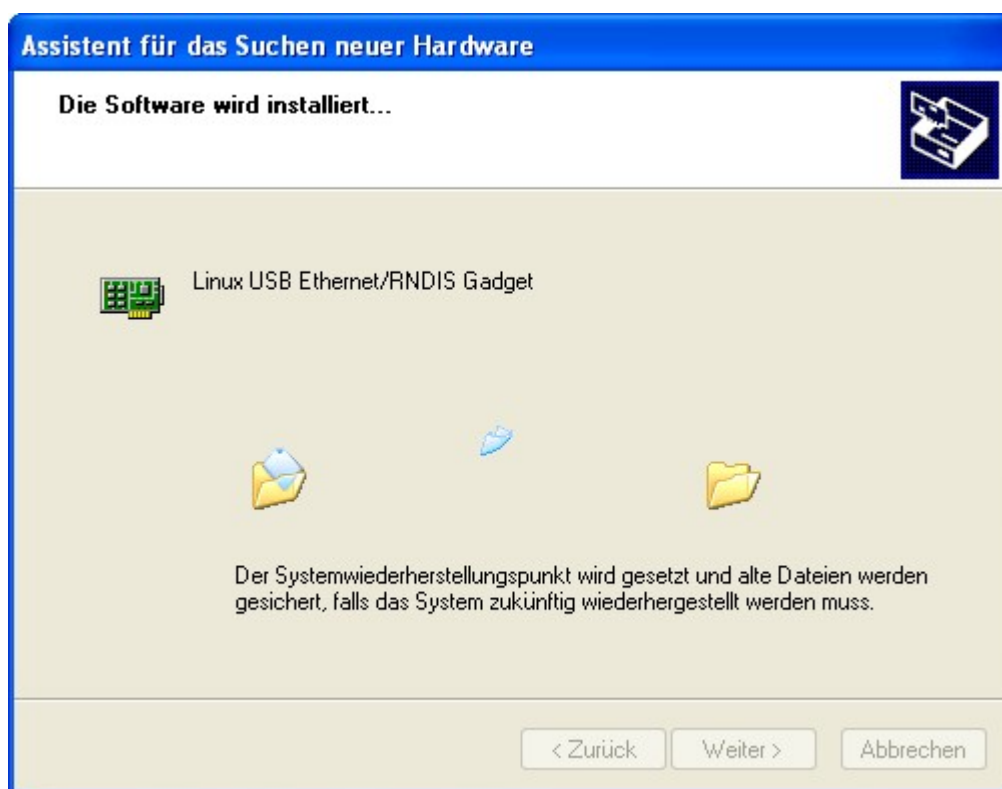 Assistent für das Suchen neuer Hardware
Die Software wird installiert...
Linux USB Ethernet/RNDIS Gadget
Der Systemwiederherstellungspunkt wird gesetzt und alte Dateien werden
gesichert, falls das System zukünftig wiederhergestellt werden muss.
< Zurück
Weiter >
Abbrechen